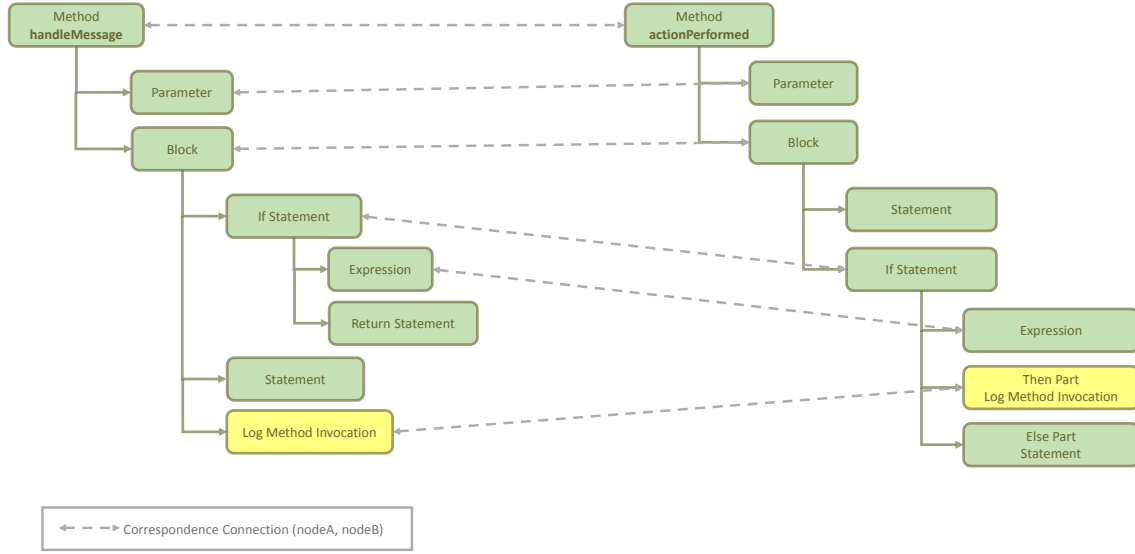 Method
handleMessage
Parameter
Block
If Statement
Expression
Return Statement
Statement
Log Method Invocation
Method
actionPerformed
Parameter
Block
Statement
If Statement
Expression
Then Part
Log Method Invocation
Else Part
Statement
Correspondence Connection (nodeA, nodeB)